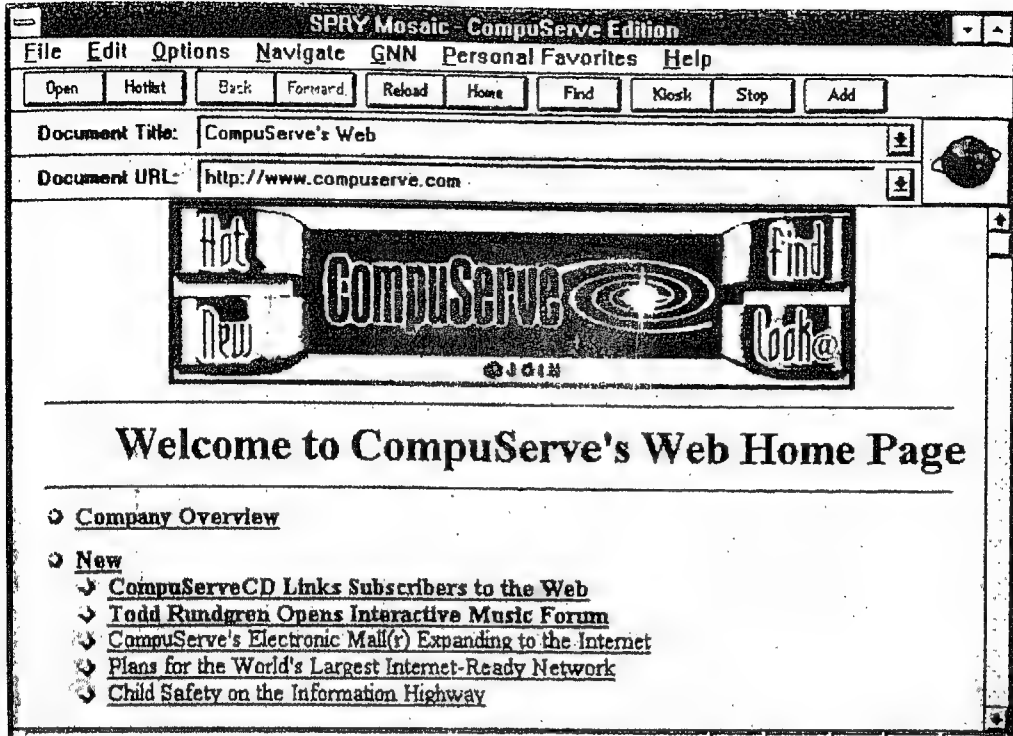 SPRY Mosaic - CompuServe Edition
File Edit Options Navigate GNN Personal Favorites Help
Open Hotlist Back Forward Reload Home Find Kiosk Stop Add
Document Title: CompuServe's Web
Document URL: http://www.compuserve.com
Hot Find
CompuServe
New Look@
@JOIN
Welcome to CompuServe's Web Home Page
Company Overview
New
CompuServeCD Links Subscribers to the Web
Todd Rundgren Opens Interactive Music Forum
CompuServe's Electronic Mall(r) Expanding to the Internet
Plans for the World's Largest Internet-Ready Network
Child Safety on the Information Highway